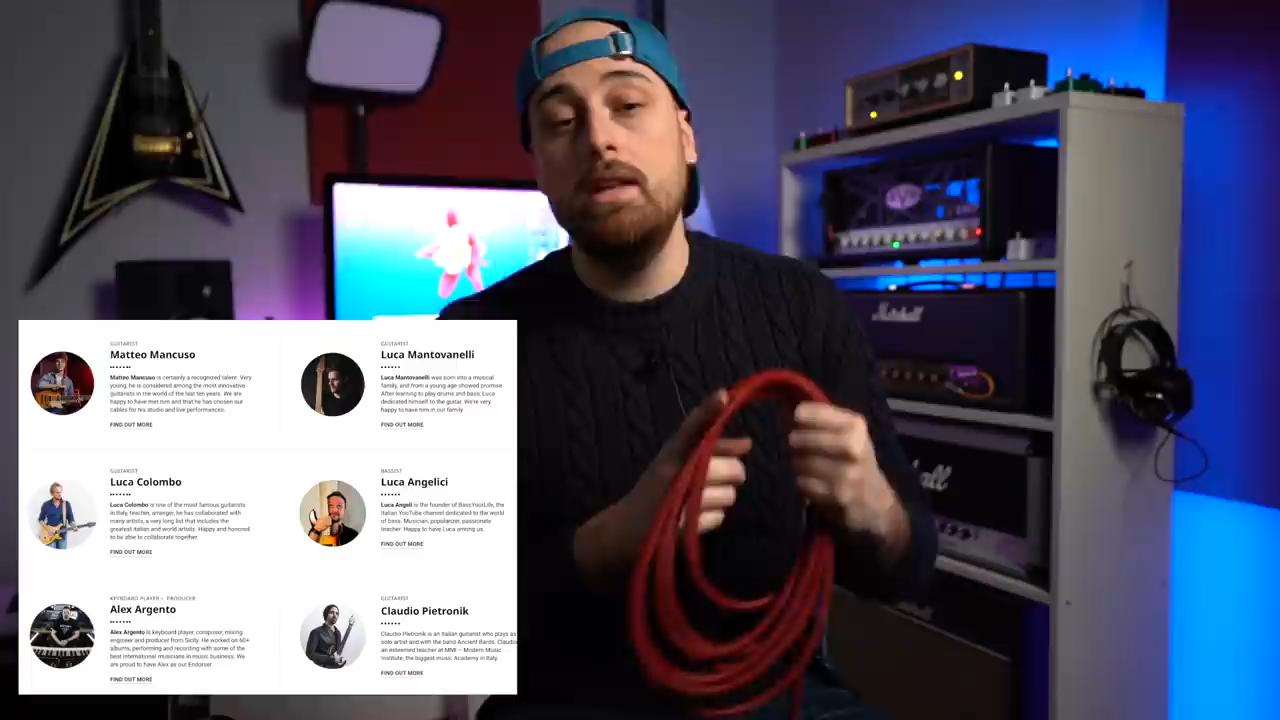 EVH
Marshall
Marshall
GUITARIST
Matteo Mancuso
Matteo Mancuso is certainly a recognized talent. Very
young, he is considered among the most innovative
guitarists in the world of the last ten years. We are
happy to have met him and that he has chosen our
cables for his studio and live performances.
FIND OUT MORE
GUITARIST
Luca Mantovanelli
Luca Mantovanelli was born into a musical
family, and from a young age showed promise.
After learning to play drums and bass, Luca
dedicated himself to the guitar. We're very
happy to have him in our family
FIND OUT MORE
GUITARIST
Luca Colombo
Luca Colombo is one of the most famous guitarists
in Italy, teacher, arranger, he has collaborated with
many artists, a very long list that includes the
greatest Italian and world artists. Happy and honored
to be able to collaborate together.
FIND OUT MORE
BASSIST
Luca Angelici
Luca Angeli is the founder of BassYourLife, the
Italian YouTube channel dedicated to the world
of bass. Musician, popularizer, passionate
teacher. Happy to have Luca among us.
FIND OUT MORE
KEYBOARD PLAYER - PRODUCER
Alex Argento
Alex Argento is keyboard player, composer, mixing
engineer and producer from Sicily. He worked on 60+
albums, performing and recording with some of the
best international musicians in music business. We
are proud to have Alex as our Endorser
FIND OUT MORE
GUITARIST
Claudio Pietronik
Claudio Pietronik is an Italian guitarist who plays as
solo artist and with the band Ancient Bards. Claudio
an esteemed teacher at MMI – Modern Music
Institute, the biggest music Academy in Italy.
FIND OUT MORE